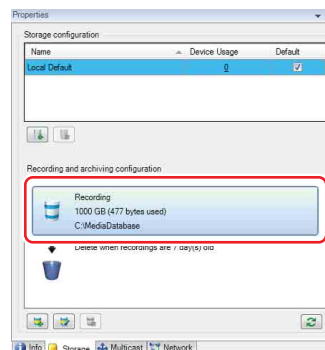 Properties
Storage configuration
Name Device Usage Default
Local Default 0
Recording and archiving configuration
Recording
1000 GB (477 bytes used)
C:\MediaDatabase
Delete when recordings are 7 day(s) old
Info Storage Multicast Network